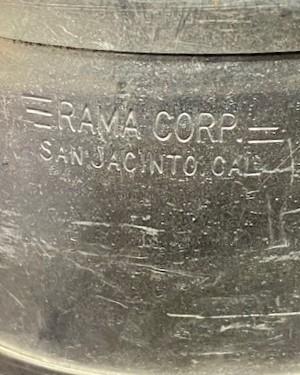 RAMA CORP.
SAN JACINTO, CAL